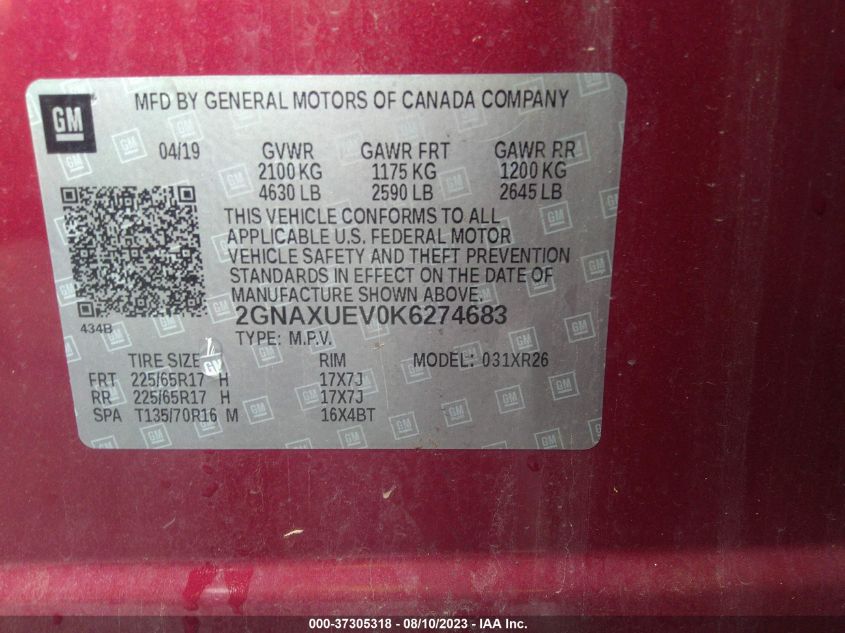 GM
MFD BY GENERAL MOTORS OF CANADA COMPANY
04/19 GVWR GAWR FRT GAWR RR
2100 KG 1175 KG 1200 KG
4630 LB 2590 LB 2645 LB
THIS VEHICLE CONFORMS TO ALL
APPLICABLE U.S. FEDERAL MOTOR
VEHICLE SAFETY AND THEFT PREVENTION
STANDARDS IN EFFECT ON THE DATE OF
MANUFACTURE SHOWN ABOVE.
434B
2GNAXUEV0K6274683
TYPE: M.P.V.
TIRE SIZE RIM MODEL: 031XR26
FRT 225/65R17 H 17X7J
RR 225/65R17 H 17X7J
SPA T135/70R16 M 16X4BT
000-37305318 - 08/10/2023 - IAA Inc.